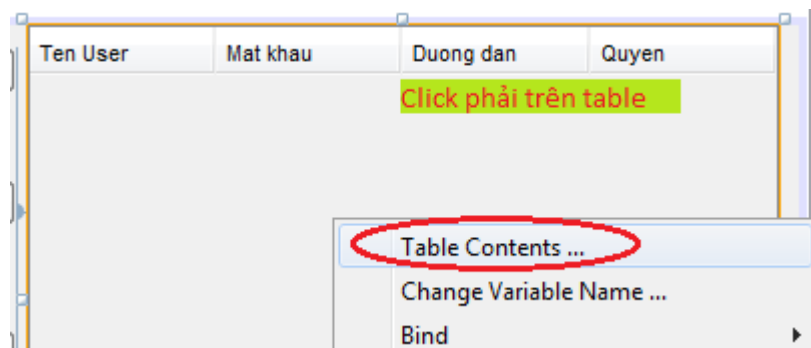 Ten User Mat khau Duong dan Quyen
Click phải trên table
Table Contents ...
Change Variable Name ...
Bind